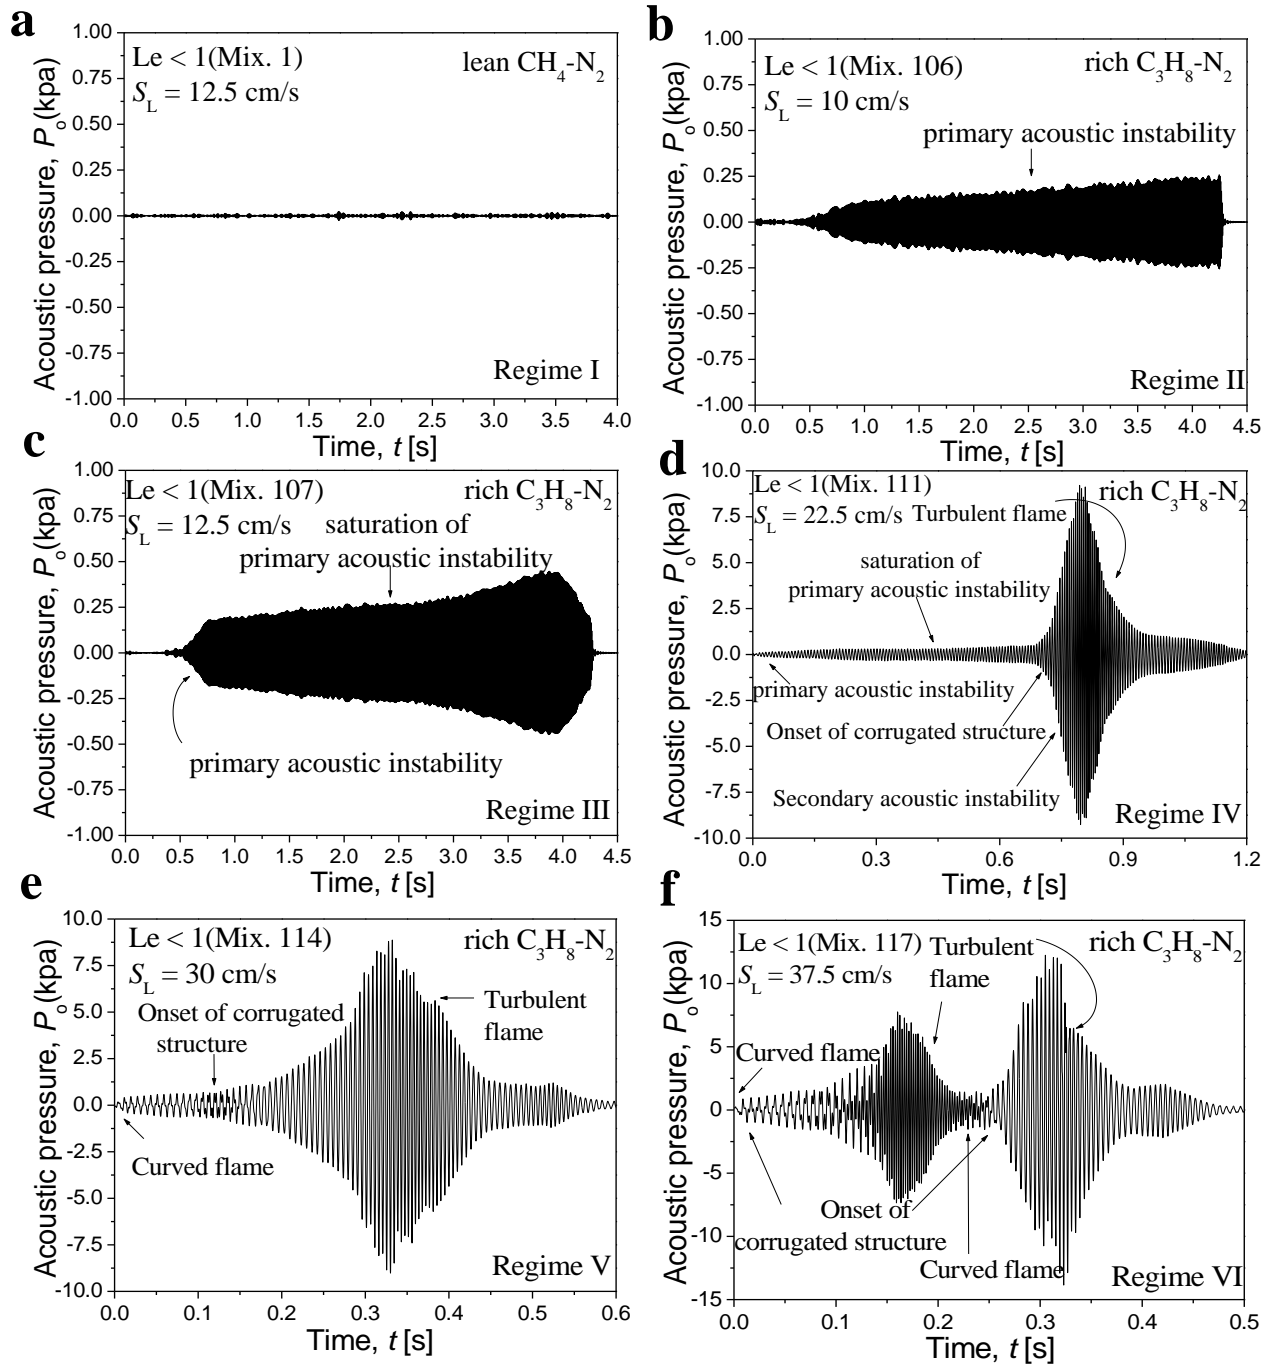 a
1.00
0.75
0.50
0.25
0.00
-0.25
-0.50
-0.75
-1.00
Acoustic pressure, Pₒ(kpa)
Le < 1(Mix. 1)
S_L = 12.5 cm/s
lean CH₄-N₂
Regime I
0.0 0.5 1.0 1.5 2.0 2.5 3.0 3.5 4.0
Time, t [s]
b
1.00
0.75
0.50
0.25
0.00
-0.25
-0.50
-0.75
-1.00
Acoustic pressure, Pₒ(kpa)
Le < 1(Mix. 106)
S_L = 10 cm/s
rich C₃H₈-N₂
primary acoustic instability
Regime II
0.0 0.5 1.0 1.5 2.0 2.5 3.0 3.5 4.0 4.5
Time, t [s]
c
1.00
0.75
0.50
0.25
0.00
-0.25
-0.50
-0.75
-1.00
Acoustic pressure, Pₒ(kpa)
Le < 1(Mix. 107)
S_L = 12.5 cm/s
rich C₃H₈-N₂
saturation of
primary acoustic instability
primary acoustic instability
Regime III
0.0 0.5 1.0 1.5 2.0 2.5 3.0 3.5 4.0 4.5
Time, t [s]
d
10.0
7.5
5.0
2.5
0.0
-2.5
-5.0
-7.5
-10.0
Acoustic pressure, Pₒ(kpa)
Le < 1(Mix. 111)
S_L = 22.5 cm/s
rich C₃H₈-N₂
Turbulent flame
saturation of
primary acoustic instability
primary acoustic instability
Onset of corrugated structure
Secondary acoustic instability
Regime IV
0.0 0.3 0.6 0.9 1.2
Time, t [s]
e
10.0
7.5
5.0
2.5
0.0
-2.5
-5.0
-7.5
-10.0
Acoustic pressure, Pₒ(kpa)
Le < 1(Mix. 114)
S_L = 30 cm/s
rich C₃H₈-N₂
Onset of corrugated
structure
Turbulent
flame
Curved flame
Regime V
0.0 0.1 0.2 0.3 0.4 0.5 0.6
Time, t [s]
f
15
10
5
0
-5
-10
-15
Acoustic pressure, Pₒ(kpa)
Le < 1(Mix. 117)
S_L = 37.5 cm/s
Turbulent
flame
rich C₃H₈-N₂
Curved flame
Onset of
corrugated structure
Curved flame
Regime VI
0.0 0.1 0.2 0.3 0.4 0.5
Time, t [s]